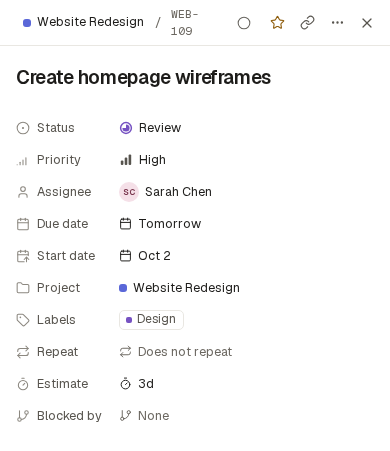 Website Redesign / WEB-
109
Create homepage wireframes
Status Review
Priority High
Assignee SC Sarah Chen
Due date Tomorrow
Start date Oct 2
Project Website Redesign
Labels Design
Repeat Does not repeat
Estimate 3d
Blocked by None